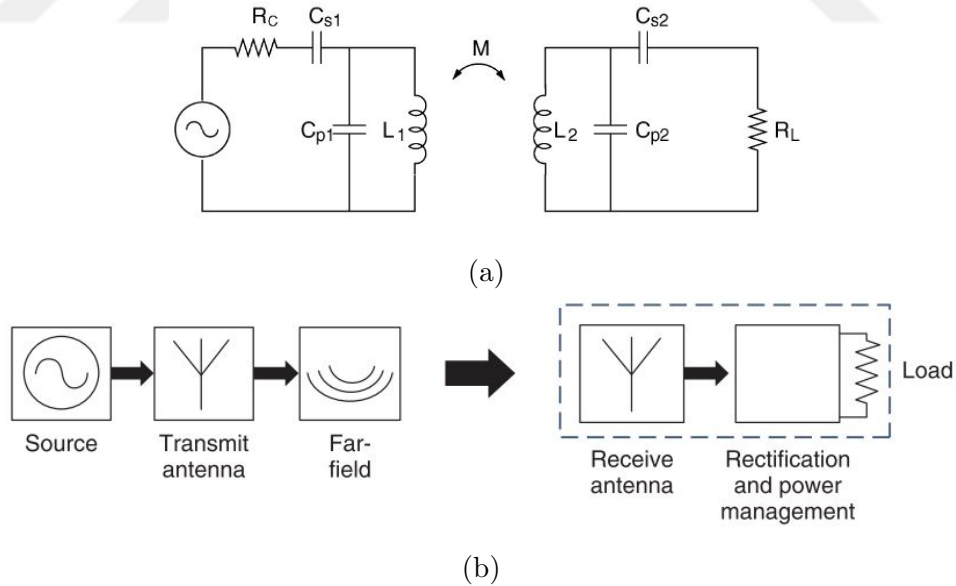 R_C C_s1
M
C_s2
C_p1 L_1
L_2 C_p2 R_L
(a)
Load
Source
Transmit
antenna
Far-
field
Receive
antenna
Rectification
and power
management
(b)